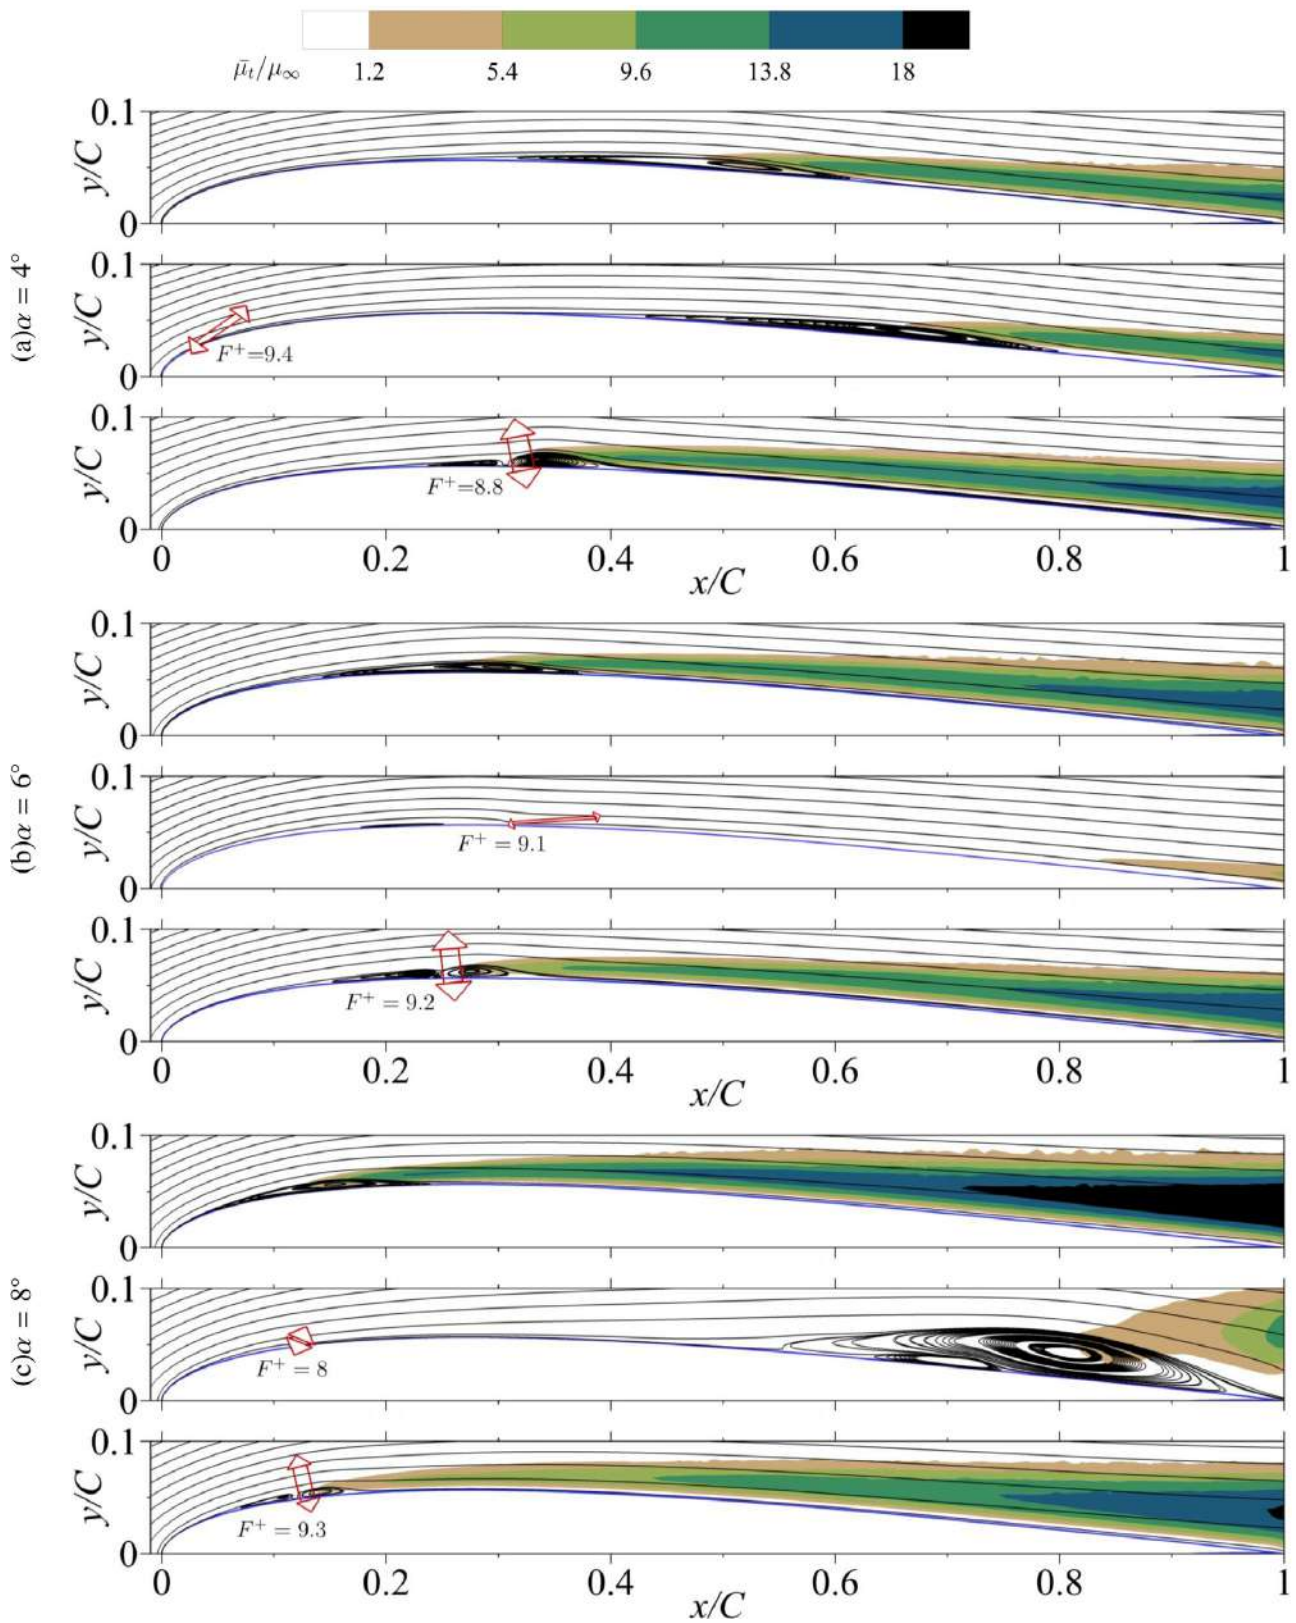 μ̄t/μ∞ 1.2 5.4 9.6 13.8 18
(a)α = 4°
0.1
y/C
0
0.1
y/C
F+=9.4
0
0.1
y/C
F+=8.8
0
0 0.2 0.4 0.6 0.8 1
x/C
(b)α = 6°
0.1
y/C
0
0.1
y/C
F+ = 9.1
0
0.1
y/C
F+ = 9.2
0
0 0.2 0.4 0.6 0.8 1
x/C
(c)α = 8°
0.1
y/C
0
0.1
y/C
F+ = 8
0
0.1
y/C
F+ = 9.3
0
0 0.2 0.4 0.6 0.8 1
x/C